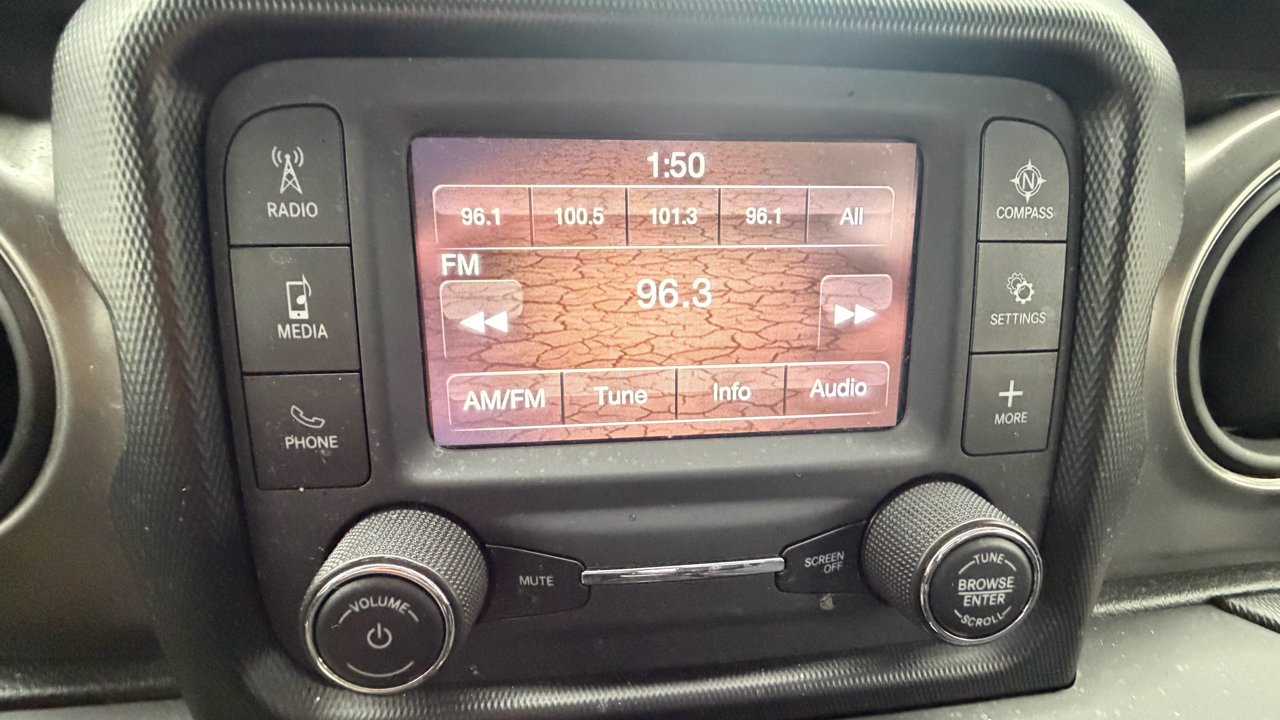 RADIO
MEDIA
PHONE
1:50
96.1 100.5 101.3 96.1 All
FM
96.3
AM/FM Tune Info Audio
N
COMPASS
SETTINGS
MORE
VOLUME
MUTE
SCREEN
OFF
TUNE
BROWSE
ENTER
SCROLL